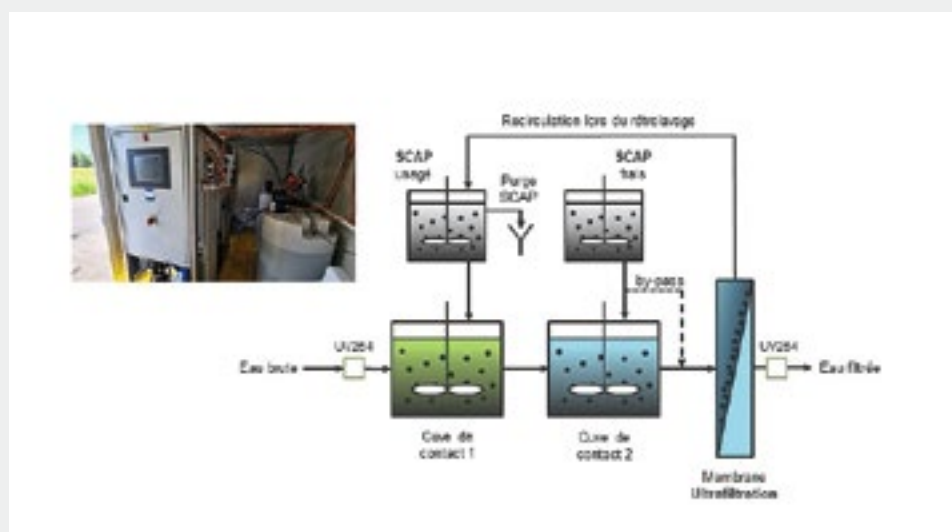 Recirculation lors du rétrolavage
SCAP
usagé
Purge
SCAP
SCAP
frais
by-pass
UV254
Eau brute
UV254
Eau filtrée
Cuve de
contact 1
Cuve de
contact 2
Membrane
Ultrafiltration